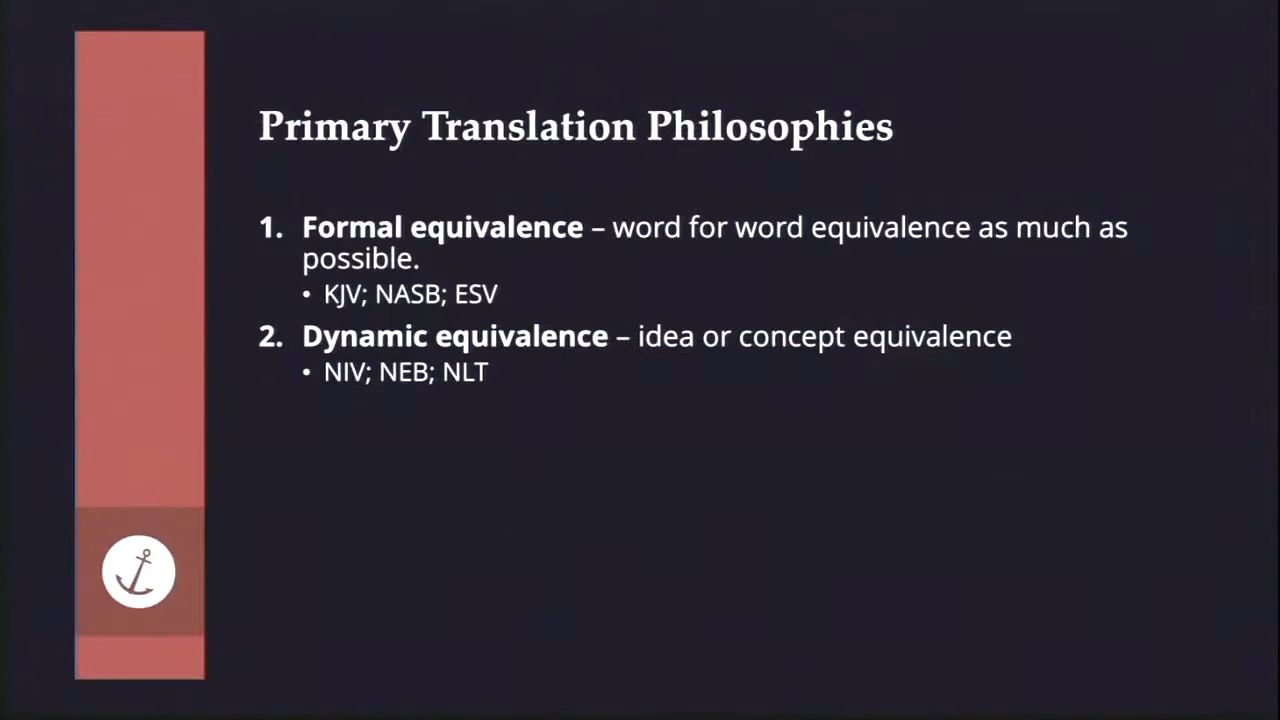 Primary Translation Philosophies
1. Formal equivalence – word for word equivalence as much as
possible.
• KJV; NASB; ESV
2. Dynamic equivalence – idea or concept equivalence
• NIV; NEB; NLT